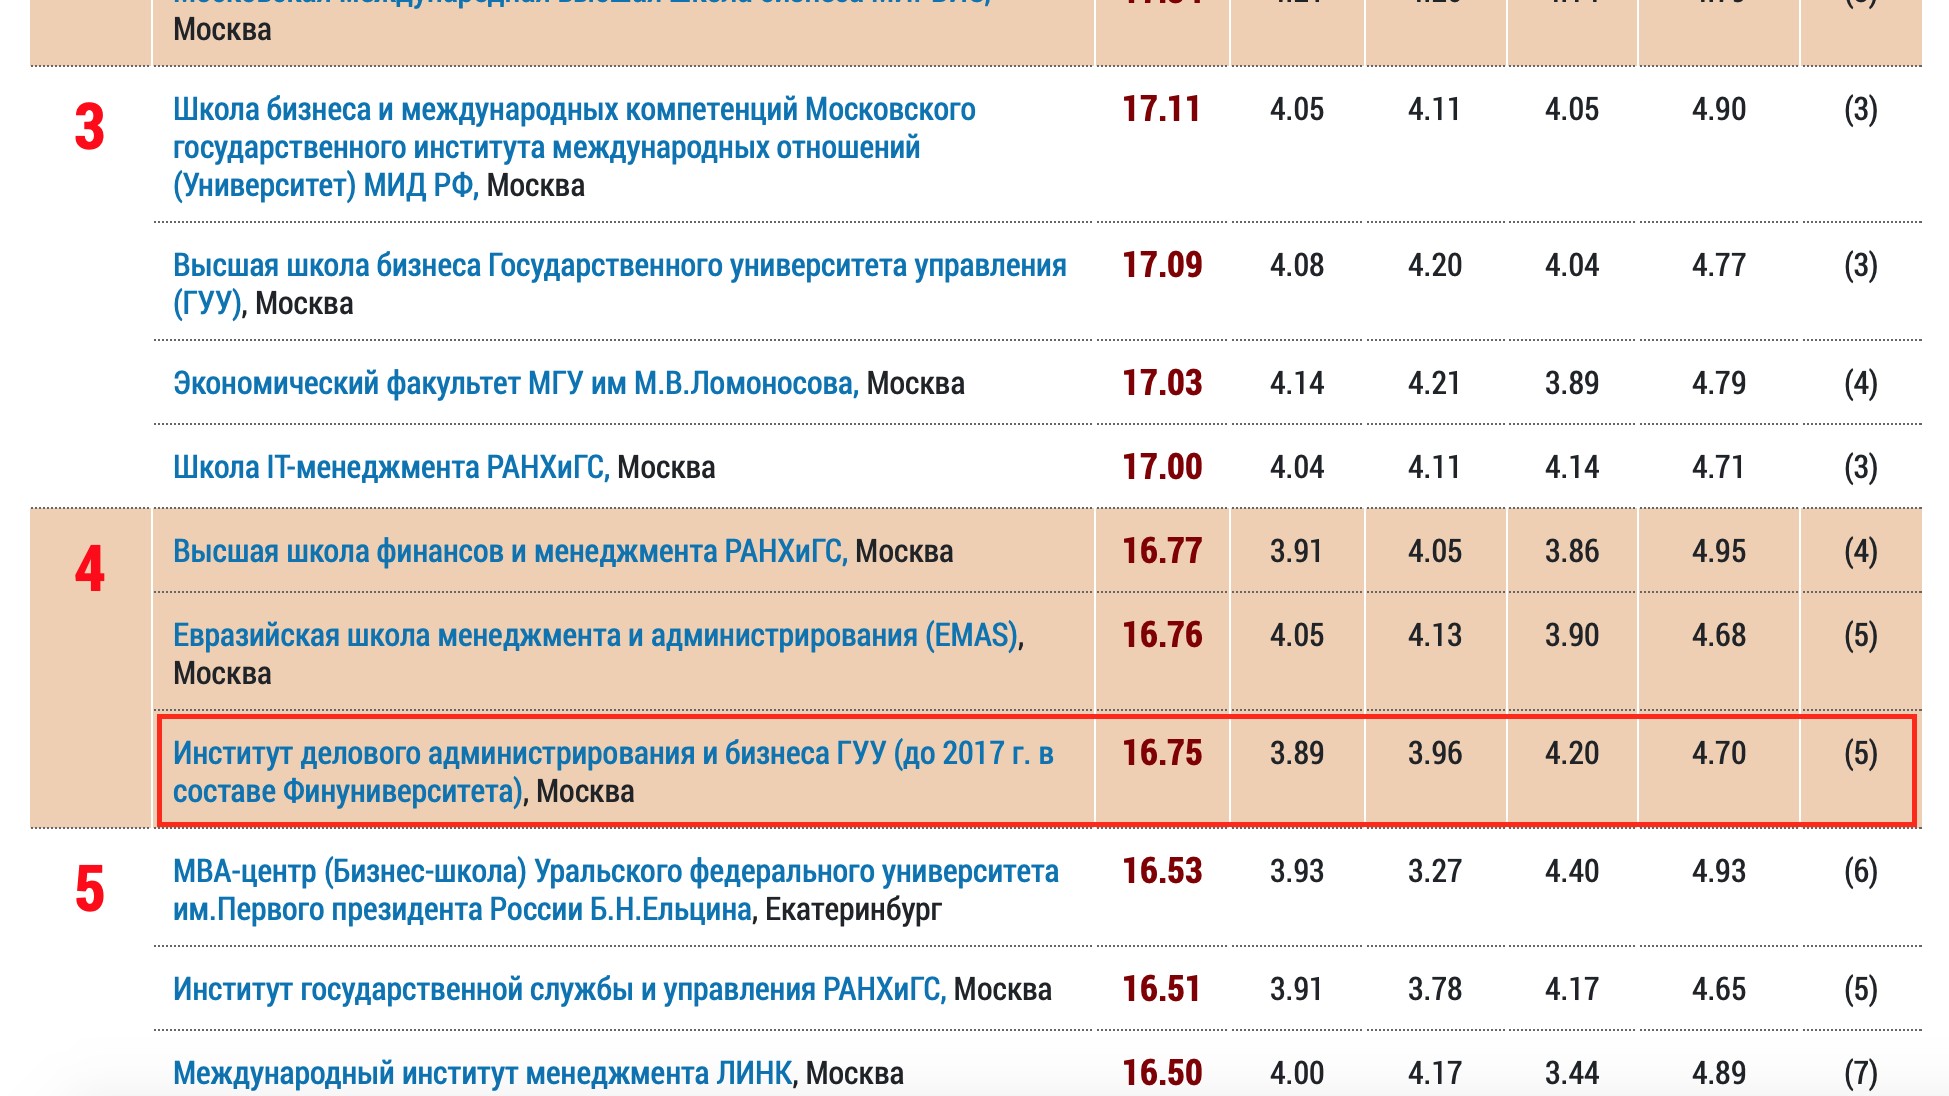 Москва
3 Школа бизнеса и международных компетенций Московского 17.11 4.05 4.11 4.05 4.90 (3)
государственного института международных отношений
(Университет) МИД РФ, Москва
Высшая школа бизнеса Государственного университета управления 17.09 4.08 4.20 4.04 4.77 (3)
(ГУУ), Москва
Экономический факультет МГУ им М.В.Ломоносова, Москва 17.03 4.14 4.21 3.89 4.79 (4)
Школа IT-менеджмента РАНХиГС, Москва 17.00 4.04 4.11 4.14 4.71 (3)
4 Высшая школа финансов и менеджмента РАНХиГС, Москва 16.77 3.91 4.05 3.86 4.95 (4)
Евразийская школа менеджмента и администрирования (EMAS), 16.76 4.05 4.13 3.90 4.68 (5)
Москва
Институт делового администрирования и бизнеса ГУУ (до 2017 г. в 16.75 3.89 3.96 4.20 4.70 (5)
составе Финуниверситета), Москва
5 МВА-центр (Бизнес-школа) Уральского федерального университета 16.53 3.93 3.27 4.40 4.93 (6)
им.Первого президента России Б.Н.Ельцина, Екатеринбург
Институт государственной службы и управления РАНХиГС, Москва 16.51 3.91 3.78 4.17 4.65 (5)
Международный институт менеджмента ЛИНК, Москва 16.50 4.00 4.17 3.44 4.89 (7)